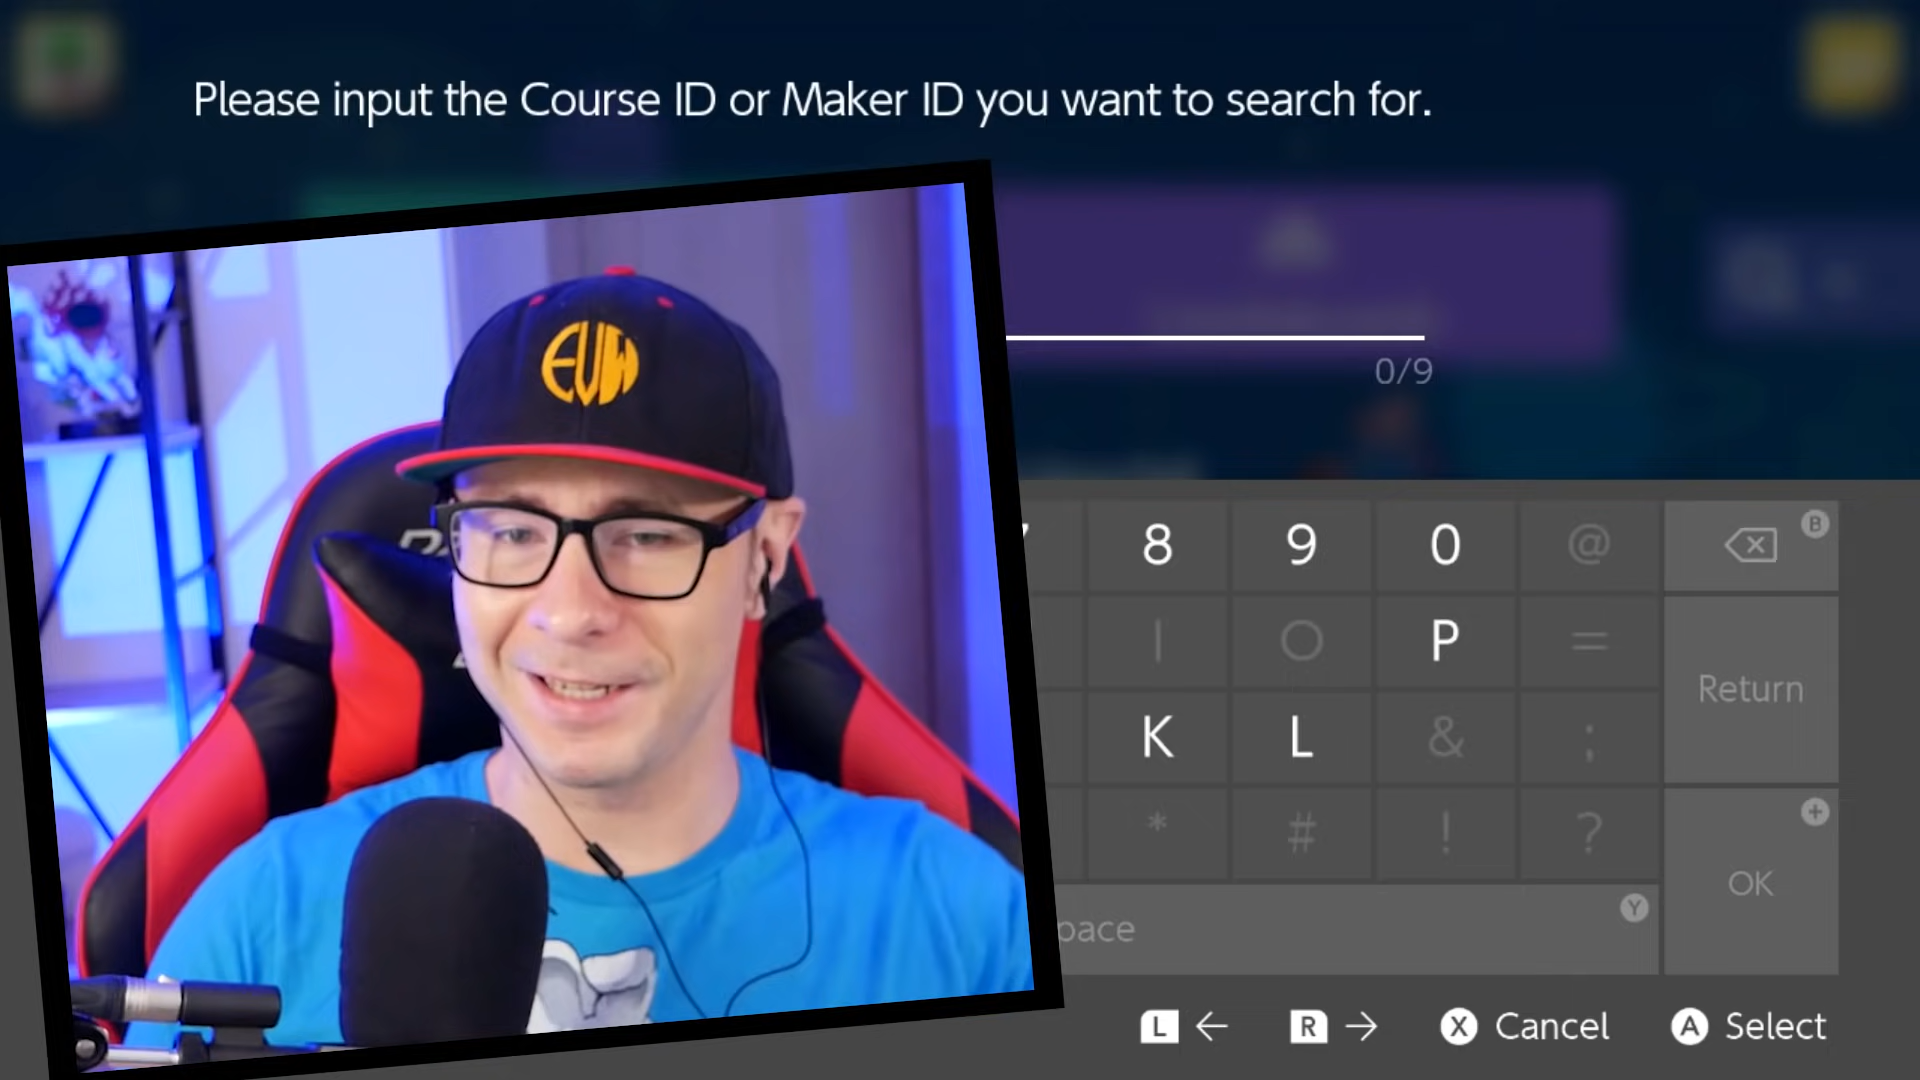 Please input the Course ID or Maker ID you want to search for.
EVW
0/9
8 9 0 @
I O P =
Return
K L & ;
* # ! ?
OK
L ← R → X Cancel A Select
B
+
Y